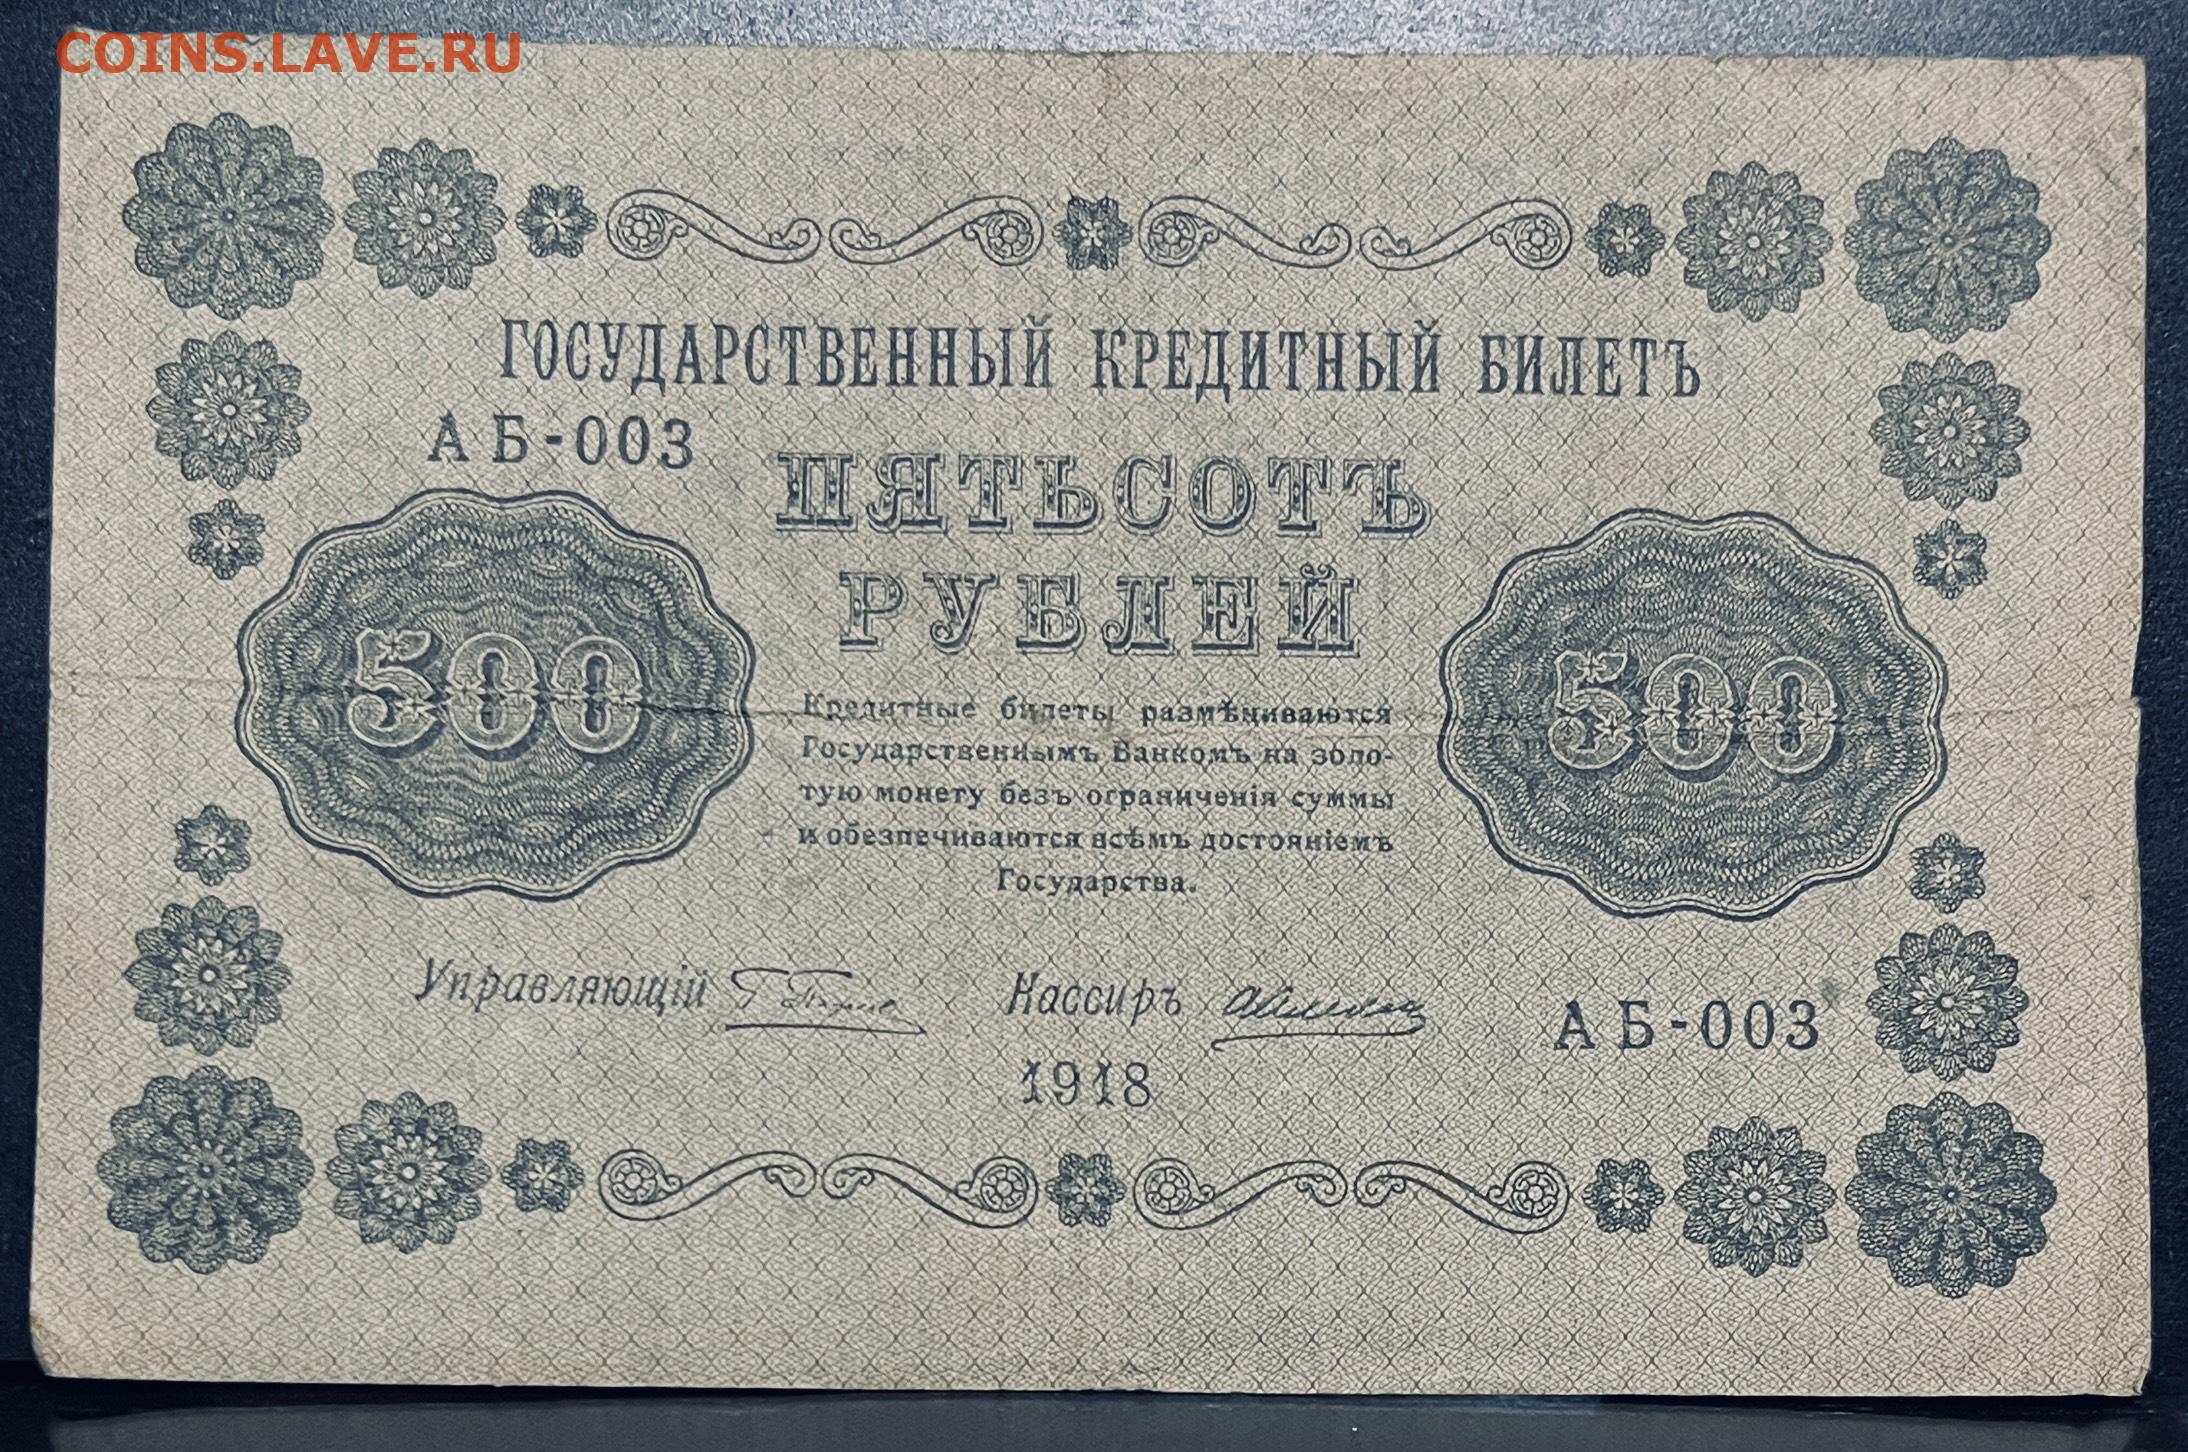 COINS.LAVE.RU
ГОСУДАРСТВЕННЫЙ КРЕДИТНЫЙ БИЛЕТЪ
АБ-003
ПЯТЬСОТЪ
РУБЛЕЙ
500
500
Кредитные билеты размѣниваются
Государственнымъ Банкомъ на золо-
тую монету безъ ограниченія суммы
и обезпечиваются всѣмъ достояніемъ
Государства.
Управляющій
Кассиръ
АБ-003
1918